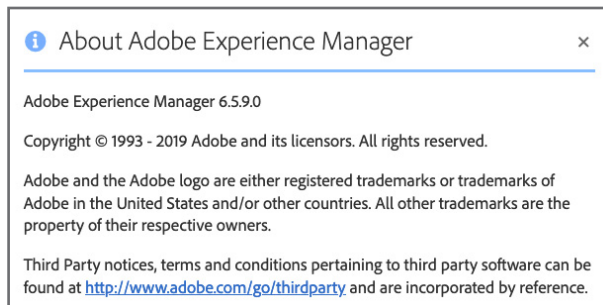 About Adobe Experience Manager
Adobe Experience Manager 6.5.9.0
Copyright © 1993 - 2019 Adobe and its licensors. All rights reserved.
Adobe and the Adobe logo are either registered trademarks or trademarks of
Adobe in the United States and/or other countries. All other trademarks are the
property of their respective owners.
Third Party notices, terms and conditions pertaining to third party software can be
found at http://www.adobe.com/go/thirdparty and are incorporated by reference.